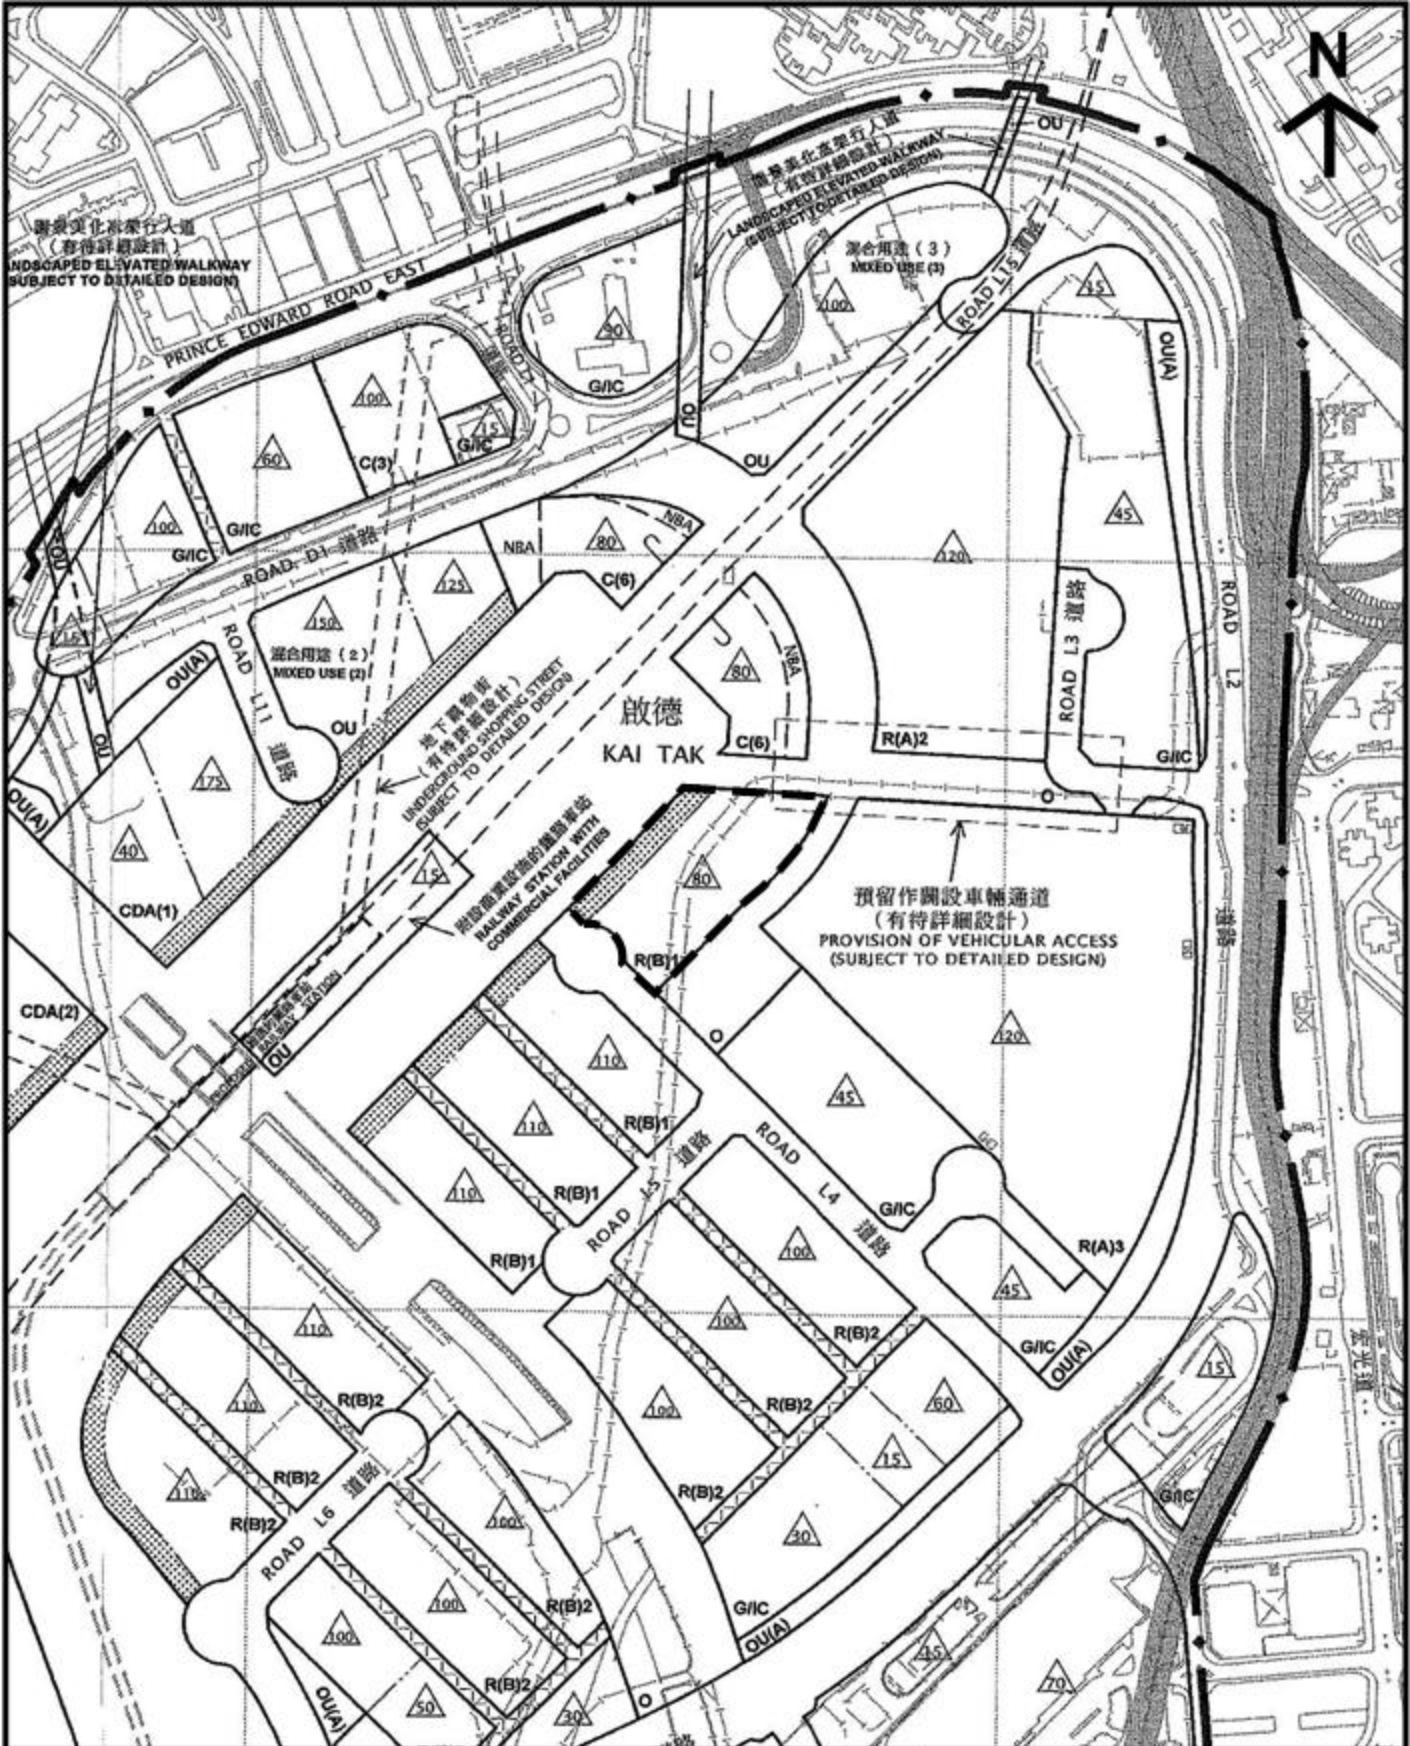 N
OU
園景美化高架行人道
(有待詳細設計)
LANDSCAPED ELEVATED WALKWAY
(SUBJECT TO DETAILED DESIGN)
園景美化高架行人道
(有待詳細設計)
ANDSCAPED ELEVATED WALKWAY
SUBJECT TO DETAILED DESIGN)
PRINCE EDWARD ROAD EAST
混合用途(3)
MIXED USE (3)
100
ROAD L15 道路
15
OU(A)
90
G/IC
OU
OU
100
15
G/IC
60
C(3)
G/IC
100
G/IC
OU
15
ROAD D1 道路
NBA
80
NBA
C(6)
125
150
混合用途(2)
MIXED USE (2)
ROAD L11 道路
OU
OU(A)
OU
175
OU(A)
40
CDA(1)
地下購物街
(有待詳細設計)
UNDERGROUND SHOPPING STREET
(SUBJECT TO DETAILED DESIGN)
啟德
KAI TAK
80
NBA
C(6)
120
45
ROAD L3 道路
ROAD L2 道路
R(A)2
G/IC
O
15
附設商業設施的鐵路車站
RAILWAY STATION WITH
COMMERCIAL FACILITIES
80
R(B)1
預留作闢設車輛通道
(有待詳細設計)
PROVISION OF VEHICULAR ACCESS
(SUBJECT TO DETAILED DESIGN)
CDA(2)
RAILWAY STATION
OU
O
120
45
110
R(B)1
110
R(B)1
110
R(B)1
ROAD L5 道路
ROAD L4 道路
G/IC
R(A)3
100
45
G/IC
OU(A)
100
R(B)2
110
R(B)2
110
R(B)2
110
R(B)2
100
R(B)2
R(B)2
60
15
30
15
G/IC
ROAD L6 道路
100
R(B)2
100
R(B)2
100
OU(A)
50
30
O
G/IC
OU(A)
15
70